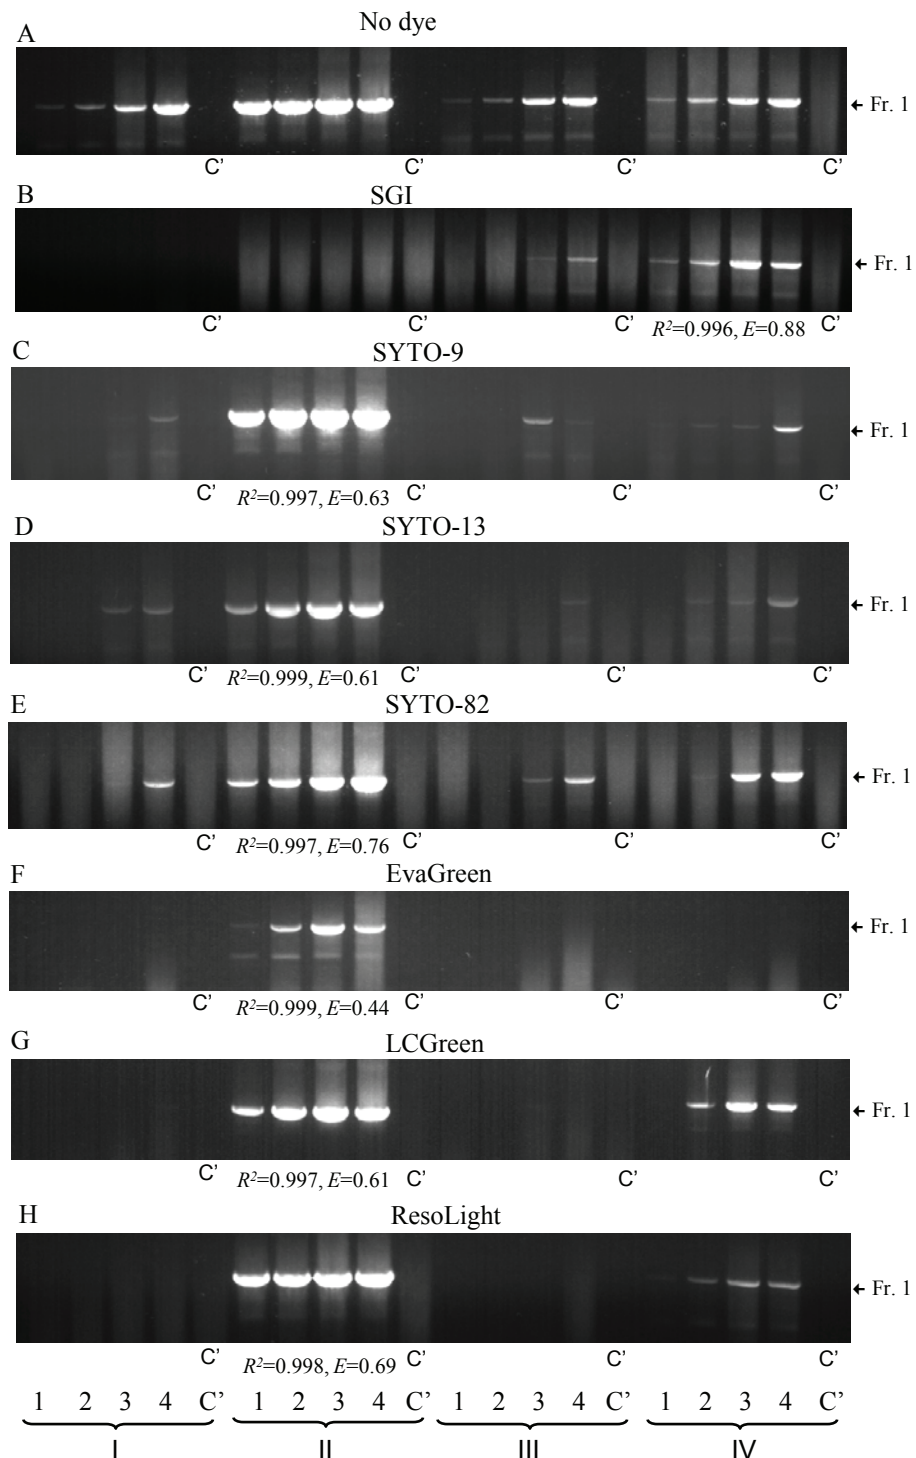 A
No dye
← Fr. 1
C' C' C' C'
B
SGI
← Fr. 1
C' C' C' R²=0.996, E=0.88 C'
C
SYTO-9
← Fr. 1
C' R²=0.997, E=0.63 C' C' C'
D
SYTO-13
← Fr. 1
C' R²=0.999, E=0.61 C' C' C'
E
SYTO-82
← Fr. 1
C' R²=0.997, E=0.76 C' C' C'
F
EvaGreen
← Fr. 1
C' R²=0.999, E=0.44 C' C' C'
G
LCGreen
← Fr. 1
C' R²=0.997, E=0.61 C' C' C'
H
ResoLight
← Fr. 1
C' R²=0.998, E=0.69 C' C' C'
1 2 3 4 C' 1 2 3 4 C' 1 2 3 4 C' 1 2 3 4 C'
I II III IV